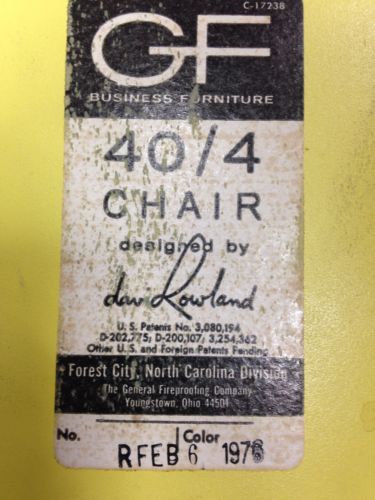 C-17238
GF
BUSINESS FURNITURE
40/4
CHAIR
designed by
dav Rowland
U. S. Patents No. 3,080,194
D-202,775; D-200,107; 3,254,362
Other U. S. and Foreign Patents Pending
Forest City, North Carolina Division
The General Fireproofing Company
Youngstown, Ohio 44501
No. Color
RFEB 6 1976